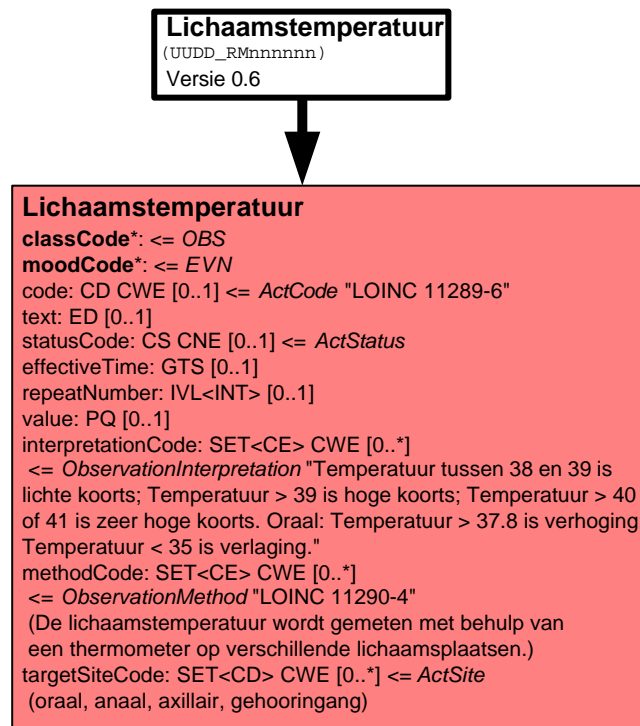 Lichaamstemperatuur
(UUDD_RMnnnnnn)
Versie 0.6
Lichaamstemperatuur
classCode*: <= OBS
moodCode*: <= EVN
code: CD CWE [0..1] <= ActCode "LOINC 11289-6"
text: ED [0..1]
statusCode: CS CNE [0..1] <= ActStatus
effectiveTime: GTS [0..1]
repeatNumber: IVL<INT> [0..1]
value: PQ [0..1]
interpretationCode: SET<CE> CWE [0..*]
<= ObservationInterpretation "Temperatuur tussen 38 en 39 is
lichte koorts; Temperatuur > 39 is hoge koorts; Temperatuur > 40
of 41 is zeer hoge koorts. Oraal: Temperatuur > 37.8 is verhoging
Temperatuur < 35 is verlaging."
methodCode: SET<CE> CWE [0..*]
<= ObservationMethod "LOINC 11290-4"
(De lichaamstemperatuur wordt gemeten met behulp van
een thermometer op verschillende lichaamsplaatsen.)
targetSiteCode: SET<CD> CWE [0..*] <= ActSite
(oraal, anaal, axillair, gehooringang)